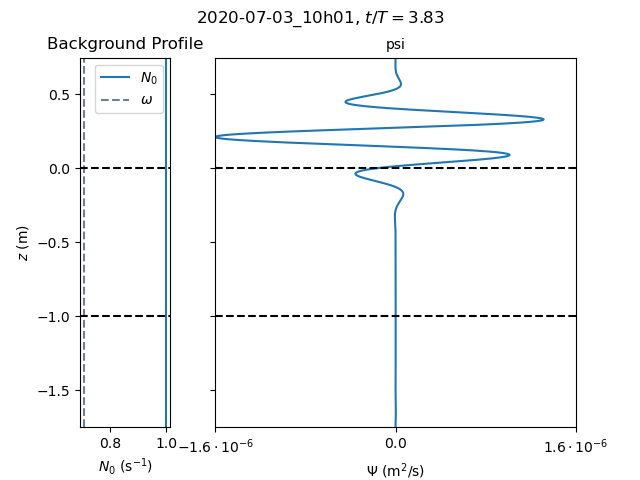 2020-07-03_10h01, t/T = 3.83
Background Profile
psi
N₀
ω
0.5
0.0
−0.5
−1.0
−1.5
z (m)
0.8 1.0
N₀ (s⁻¹)
−1.6 · 10⁻⁶ 0.0 1.6 · 10⁻⁶
Ψ (m²/s)